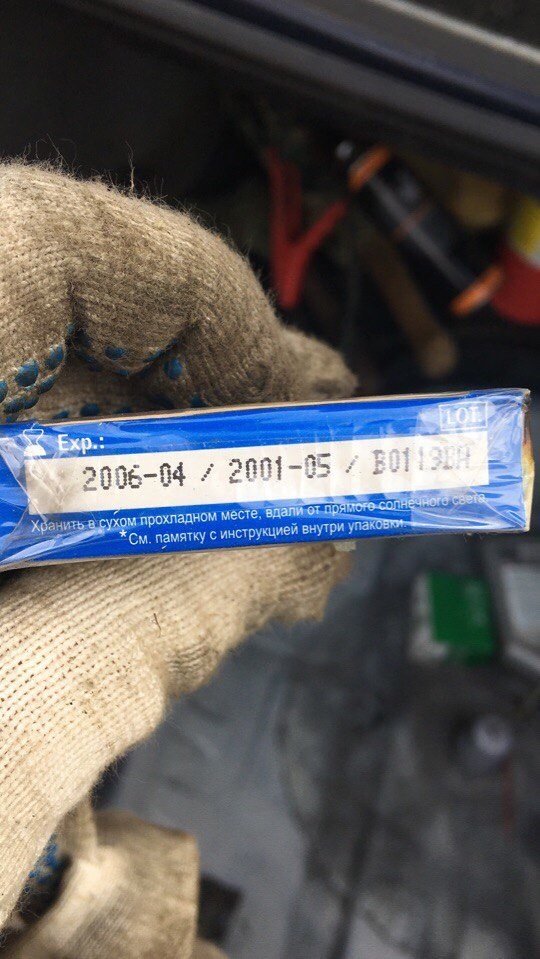 LOT
Exp.:
2006-04 / 2001-05 / B0119BH
Хранить в сухом прохладном месте, вдали от прямого солнечного света
*См. памятку с инструкцией внутри упаковки.